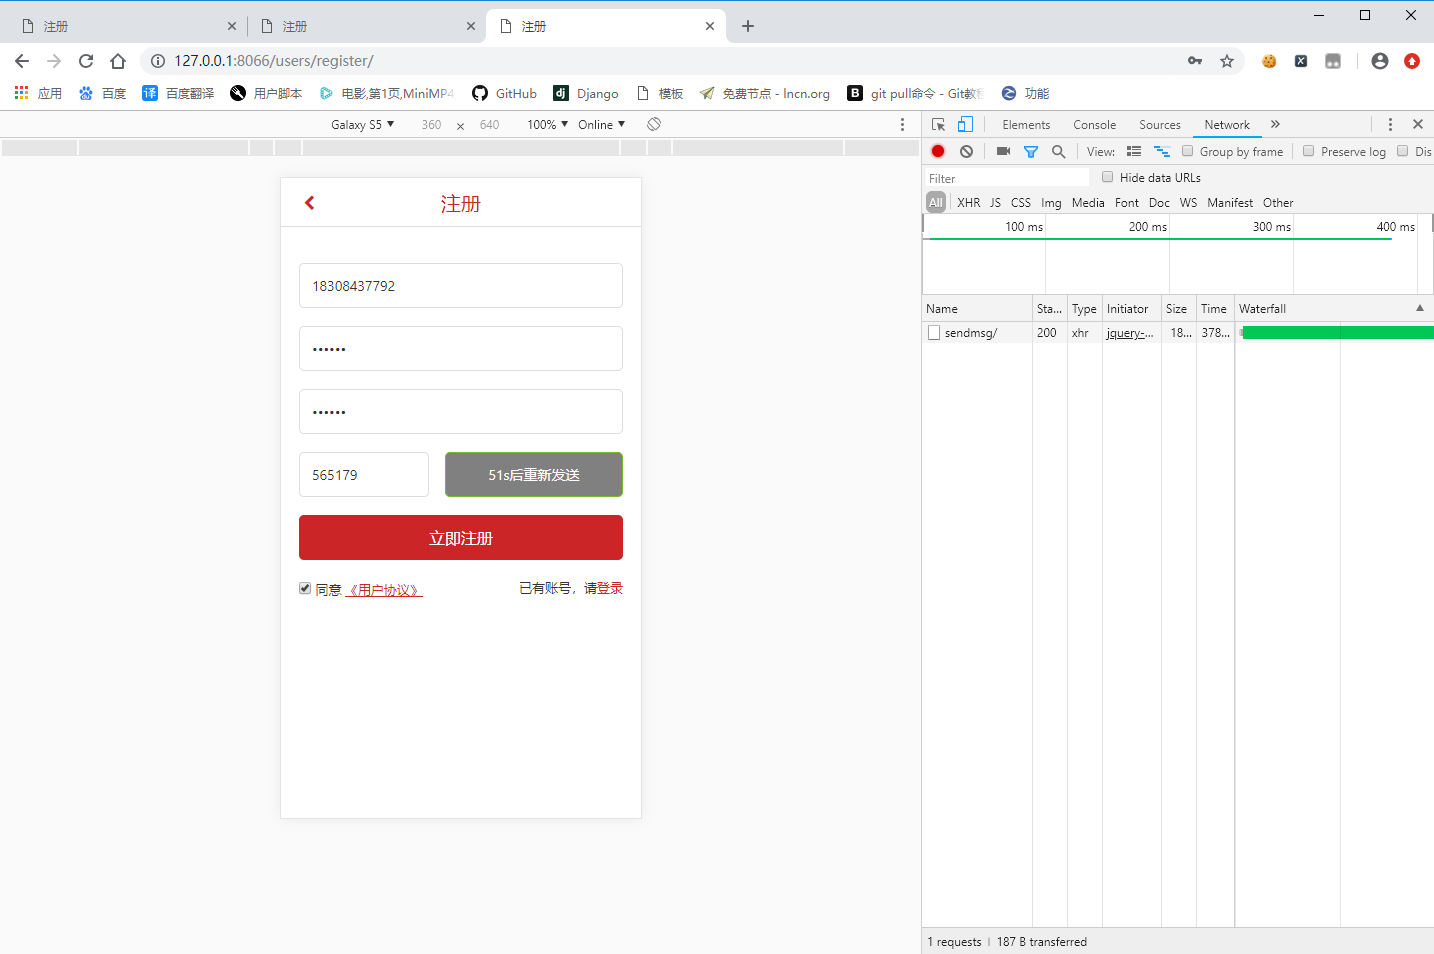 注册
注册
注册
127.0.0.1:8066/users/register/
应用
百度
译 百度翻译
用户脚本
电影,第1页,MiniMP4
GitHub
dj Django
模板
免费节点 - lncn.org
B git pull命令 - Git教程
功能
Galaxy S5 ▼ 360 × 640 100% ▼ Online ▼
Elements Console Sources Network »
View: Group by frame Preserve log Dis
Filter Hide data URLs
All XHR JS CSS Img Media Font Doc WS Manifest Other
100 ms 200 ms 300 ms 400 ms
Name Sta... Type Initiator Size Time Waterfall
sendmsg/ 200 xhr jquery-... 18... 378...
注册
18308437792
••••••
••••••
565179 51s后重新发送
立即注册
同意 《用户协议》 已有账号，请登录
1 requests | 187 B transferred